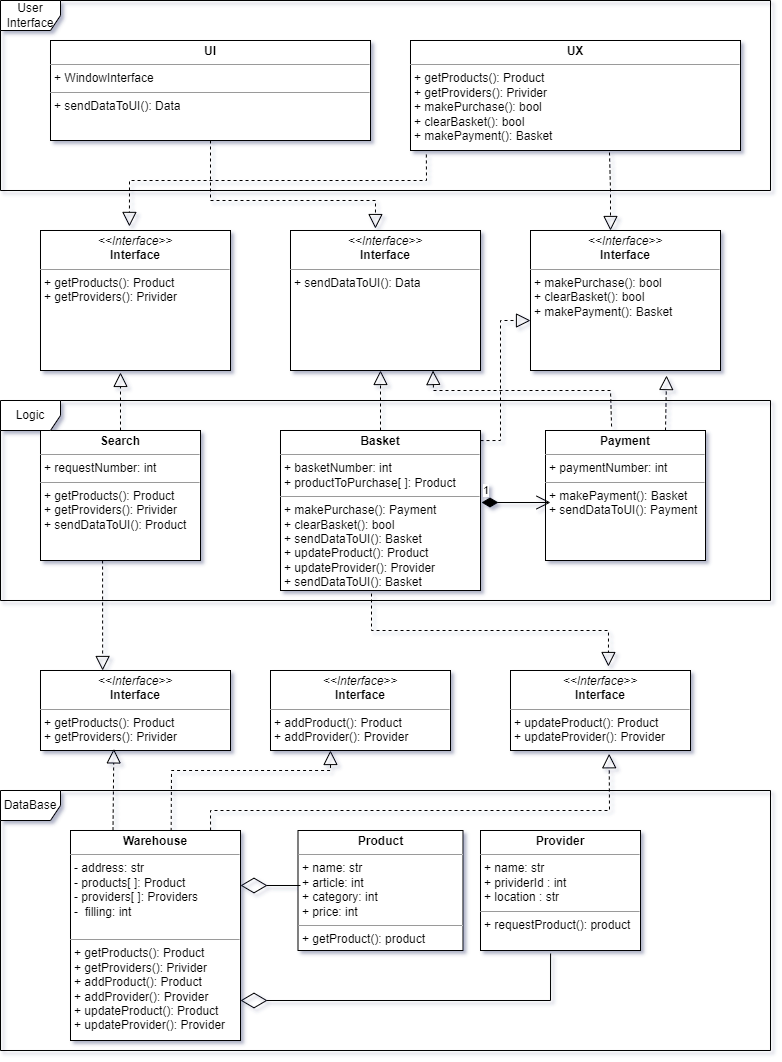 User
Interface
UI
+ WindowInterface
+ sendDataToUI(): Data
UX
+ getProducts(): Product
+ getProviders(): Privider
+ makePurchase(): bool
+ clearBasket(): bool
+ makePayment(): Basket
<<Interface>>
Interface
+ getProducts(): Product
+ getProviders(): Privider
<<Interface>>
Interface
+ sendDataToUI(): Data
<<Interface>>
Interface
+ makePurchase(): bool
+ clearBasket(): bool
+ makePayment(): Basket
Logic
Search
+ requestNumber: int
+ getProducts(): Product
+ getProviders(): Privider
+ sendDataToUI(): Product
Basket
+ basketNumber: int
+ productToPurchase[ ]: Product
+ makePurchase(): Payment
+ clearBasket(): bool
+ sendDataToUI(): Basket
+ updateProduct(): Product
+ updateProvider(): Provider
+ sendDataToUI(): Basket
1
Payment
+ paymentNumber: int
+ makePayment(): Basket
+ sendDataToUI(): Payment
<<Interface>>
Interface
+ getProducts(): Product
+ getProviders(): Privider
<<Interface>>
Interface
+ addProduct(): Product
+ addProvider(): Provider
<<Interface>>
Interface
+ updateProduct(): Product
+ updateProvider(): Provider
DataBase
Warehouse
- address: str
- products[ ]: Product
- providers[ ]: Providers
- filling: int
+ getProducts(): Product
+ getProviders(): Privider
+ addProduct(): Product
+ addProvider(): Provider
+ updateProduct(): Product
+ updateProvider(): Provider
Product
+ name: str
+ article: int
+ category: int
+ price: int
+ getProduct(): product
Provider
+ name: str
+ prividerId : int
+ location : str
+ requestProduct(): product